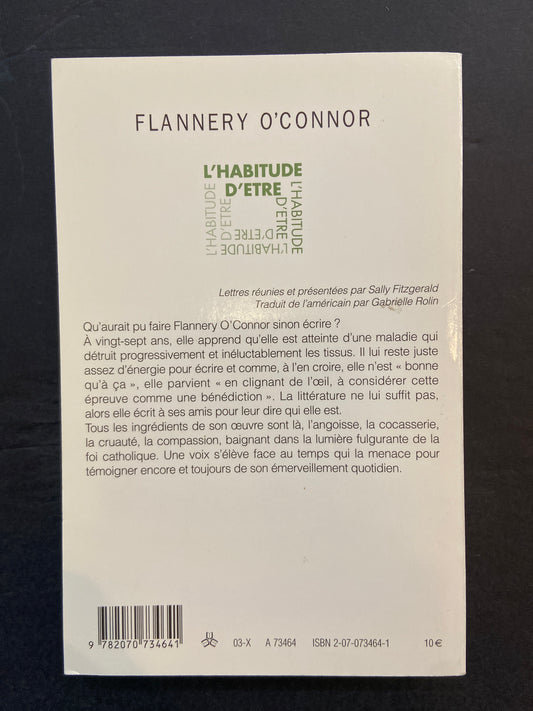 FLANNERY O'CONNOR
L'HABITUDE
D'ETRE
L'HABITUDE
D'ETRE
L'HABITUDE
D'ETRE
L'HABITUDE
D'ETRE
Lettres réunies et présentées par Sally Fitzgerald
Traduit de l'américain par Gabrielle Rolin
Qu'aurait pu faire Flannery O'Connor sinon écrire ?
À vingt-sept ans, elle apprend qu'elle est atteinte d'une maladie qui
détruit progressivement et inéluctablement les tissus. Il lui reste juste
assez d'énergie pour écrire et comme, à l'en croire, elle n'est « bonne
qu'à ça », elle parvient « en clignant de l'œil, à considérer cette
épreuve comme une bénédiction ». La littérature ne lui suffit pas,
alors elle écrit à ses amis pour leur dire qui elle est.
Tous les ingrédients de son œuvre sont là, l'angoisse, la cocasserie,
la cruauté, la compassion, baignant dans la lumière fulgurante de la
foi catholique. Une voix s'élève face au temps qui la menace pour
témoigner encore et toujours de son émerveillement quotidien.
9 782070 734641 03-X A 73464 ISBN 2-07-073464-1 10 €